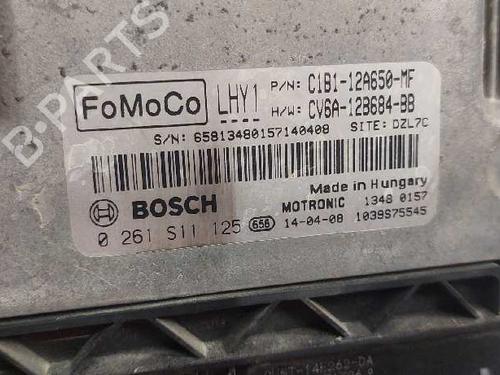 B-PARTS
FoMoCo
LHY1
P/N: C1B1-12A650-MF
H/W: CV6A-12B684-BB
S/N: 65813480157140408 SITE: DZL7C
Made in Hungary
BOSCH
MOTRONIC 1348 0157
0 261 S11 125 656 14-04-08 1039S75545